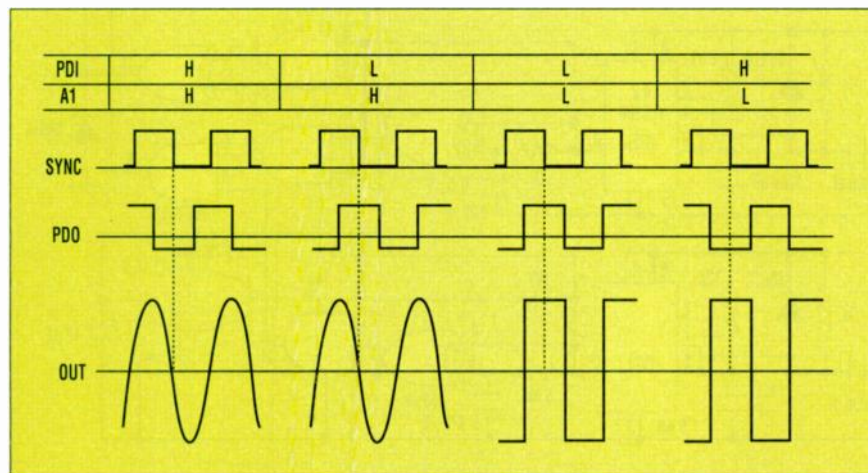 PDI H L L H
A1 H H L L
SYNC
PDO
OUT